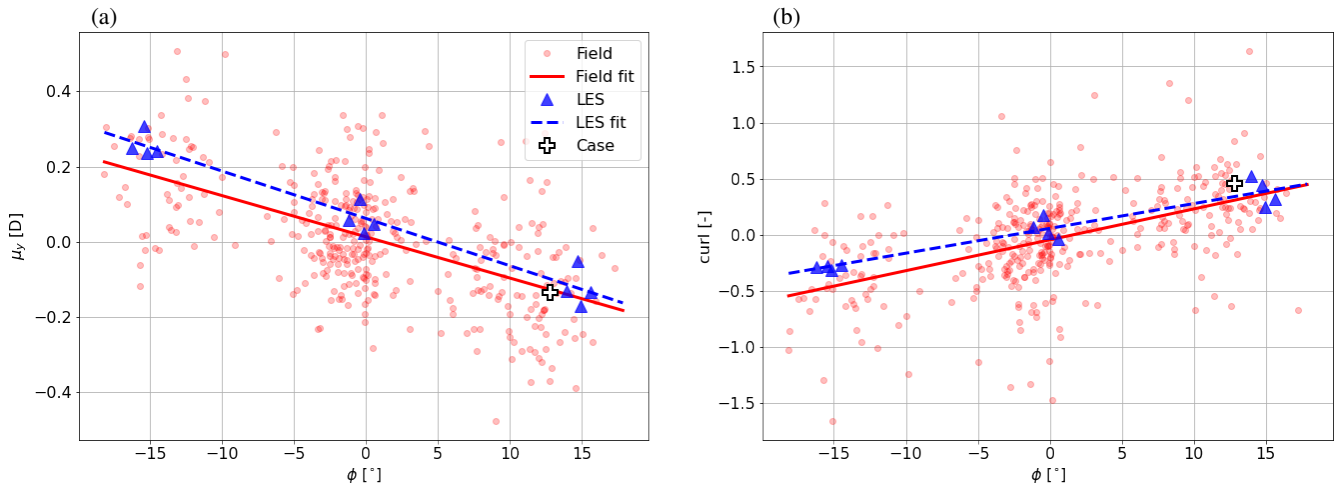 (a)
(b)
0.4
0.2
0.0
−0.2
−0.4
μy [D]
−15 −10 −5 0 5 10 15
ϕ [°]
Field
Field fit
LES
LES fit
Case
1.5
1.0
0.5
0.0
−0.5
−1.0
−1.5
curl [-]
−15 −10 −5 0 5 10 15
ϕ [°]